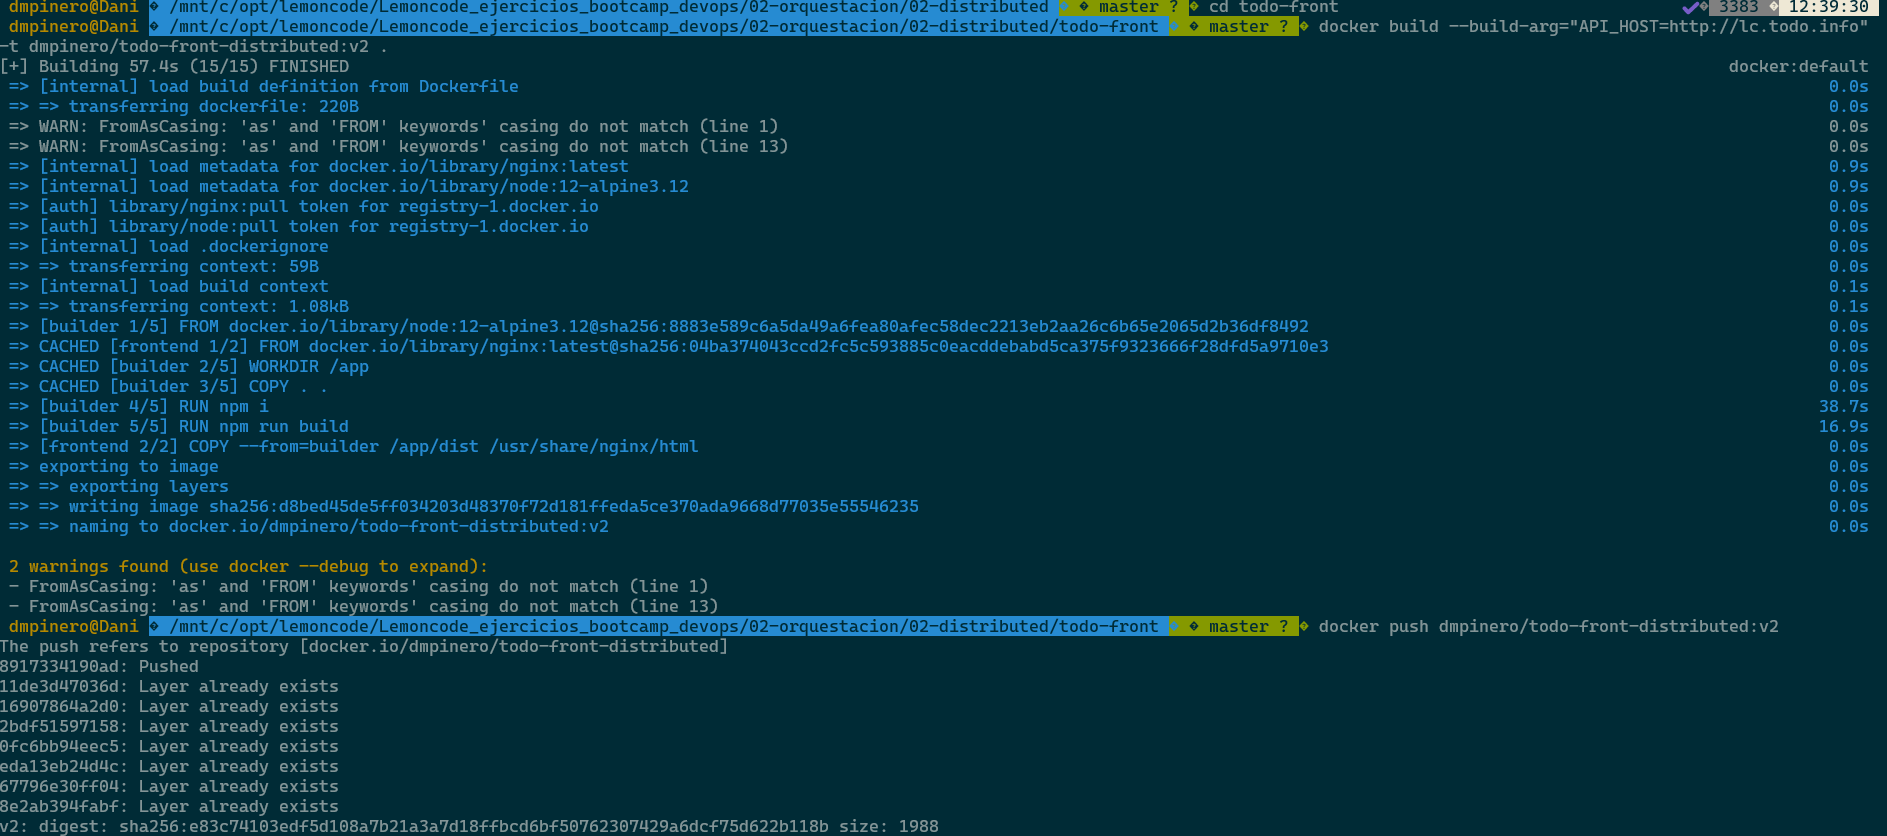 dmpinero@Dani � /mnt/c/opt/lemoncode/Lemoncode_ejercicios_bootcamp_devops/02-orquestacion/02-distributed � � master ? � cd todo-front ✔� 3383 � 12:39:30
dmpinero@Dani � /mnt/c/opt/lemoncode/Lemoncode_ejercicios_bootcamp_devops/02-orquestacion/02-distributed/todo-front � � master ? � docker build --build-arg="API_HOST=http://lc.todo.info"
-t dmpinero/todo-front-distributed:v2 .
[+] Building 57.4s (15/15) FINISHED docker:default
=> [internal] load build definition from Dockerfile 0.0s
=> => transferring dockerfile: 220B 0.0s
=> WARN: FromAsCasing: 'as' and 'FROM' keywords' casing do not match (line 1) 0.0s
=> WARN: FromAsCasing: 'as' and 'FROM' keywords' casing do not match (line 13) 0.0s
=> [internal] load metadata for docker.io/library/nginx:latest 0.9s
=> [internal] load metadata for docker.io/library/node:12-alpine3.12 0.9s
=> [auth] library/nginx:pull token for registry-1.docker.io 0.0s
=> [auth] library/node:pull token for registry-1.docker.io 0.0s
=> [internal] load .dockerignore 0.0s
=> => transferring context: 59B 0.0s
=> [internal] load build context 0.1s
=> => transferring context: 1.08kB 0.1s
=> [builder 1/5] FROM docker.io/library/node:12-alpine3.12@sha256:8883e589c6a5da49a6fea80afec58dec2213eb2aa26c6b65e2065d2b36df8492 0.0s
=> CACHED [frontend 1/2] FROM docker.io/library/nginx:latest@sha256:04ba374043ccd2fc5c593885c0eacddebabd5ca375f9323666f28dfd5a9710e3 0.0s
=> CACHED [builder 2/5] WORKDIR /app 0.0s
=> CACHED [builder 3/5] COPY . . 0.0s
=> [builder 4/5] RUN npm i 38.7s
=> [builder 5/5] RUN npm run build 16.9s
=> [frontend 2/2] COPY --from=builder /app/dist /usr/share/nginx/html 0.0s
=> exporting to image 0.0s
=> => exporting layers 0.0s
=> => writing image sha256:d8bed45de5ff034203d48370f72d181ffeda5ce370ada9668d77035e55546235 0.0s
=> => naming to docker.io/dmpinero/todo-front-distributed:v2 0.0s
2 warnings found (use docker --debug to expand):
- FromAsCasing: 'as' and 'FROM' keywords' casing do not match (line 1)
- FromAsCasing: 'as' and 'FROM' keywords' casing do not match (line 13)
dmpinero@Dani � /mnt/c/opt/lemoncode/Lemoncode_ejercicios_bootcamp_devops/02-orquestacion/02-distributed/todo-front � � master ? � docker push dmpinero/todo-front-distributed:v2
The push refers to repository [docker.io/dmpinero/todo-front-distributed]
8917334190ad: Pushed
11de3d47036d: Layer already exists
16907864a2d0: Layer already exists
2bdf51597158: Layer already exists
0fc6bb94eec5: Layer already exists
eda13eb24d4c: Layer already exists
67796e30ff04: Layer already exists
8e2ab394fabf: Layer already exists
v2: digest: sha256:e83c74103edf5d108a7b21a3a7d18ffbcd6bf50762307429a6dcf75d622b118b size: 1988